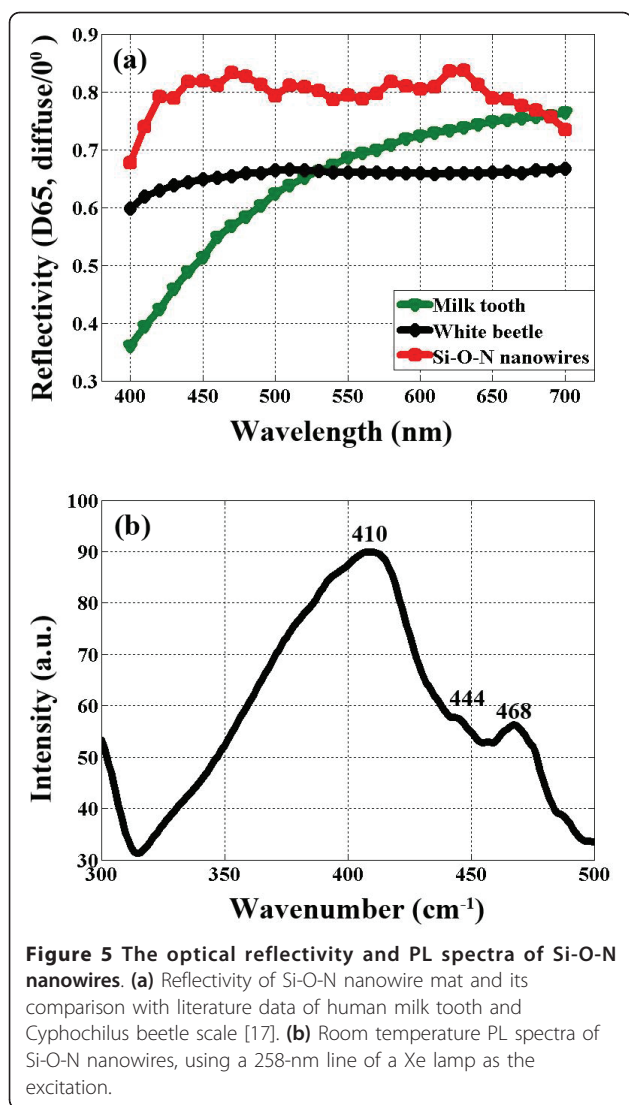 (a)
0.9
0.8
0.7
0.6
0.5
0.4
0.3
Reflectivity (D65, diffuse/0⁰)
Milk tooth
White beetle
Si-O-N nanowires
400 450 500 550 600 650 700
Wavelength (nm)
(b)
100
90
80
70
60
50
40
30
Intensity (a.u.)
410
444
468
300 350 400 450 500
Wavenumber (cm⁻¹)
Figure 5 The optical reflectivity and PL spectra of Si-O-N
nanowires. (a) Reflectivity of Si-O-N nanowire mat and its
comparison with literature data of human milk tooth and
Cyphochilus beetle scale [17]. (b) Room temperature PL spectra of
Si-O-N nanowires, using a 258-nm line of a Xe lamp as the
excitation.